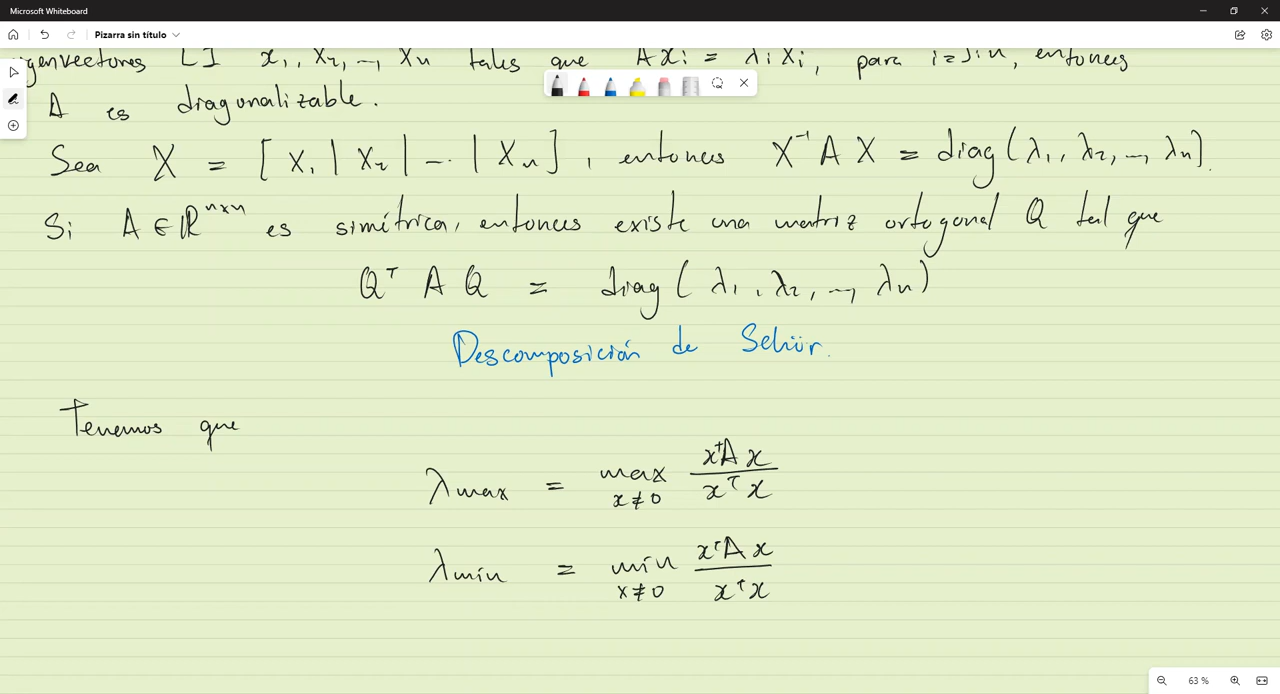 Microsoft Whiteboard
Pizarra sin título
eigenvectores LI x₁, x₂, ..., xₙ tales que Axᵢ = λᵢxᵢ, para i=1:n, entonces
A es diagonalizable.
Sea X = [x₁ | x₂ | ... | xₙ], entonces X⁻¹ A X = diag(λ₁, λ₂, ..., λₙ).
Si A ∈ ℝⁿˣⁿ es simétrica, entonces existe una matriz ortogonal Q tal que
Qᵀ A Q = diag(λ₁, λ₂, ..., λₙ)
Descomposición de Schür.
Tenemos que
λmax = max x≠0 xᵀAx / xᵀx
λmín = mín x≠0 xᵀAx / xᵀx
63 %